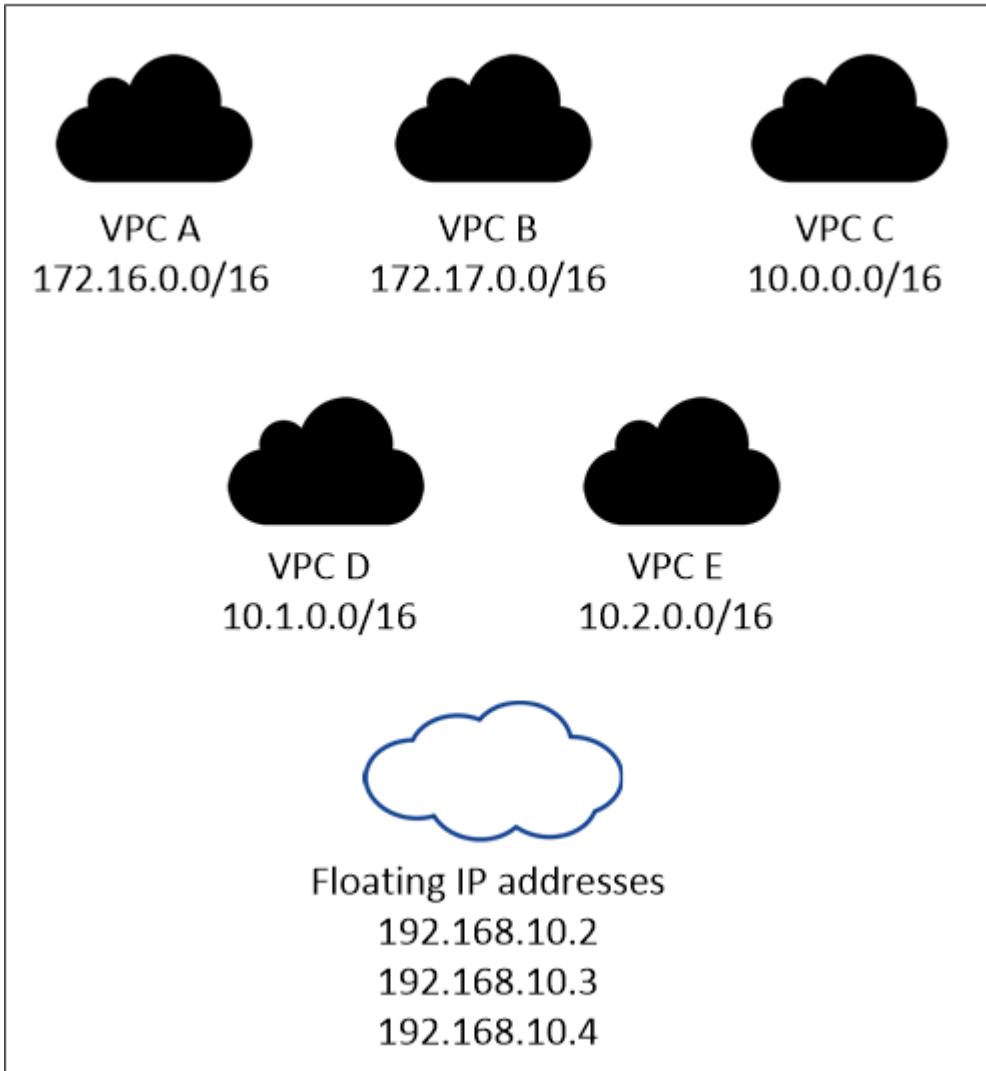 VPC A
172.16.0.0/16
VPC B
172.17.0.0/16
VPC C
10.0.0.0/16
VPC D
10.1.0.0/16
VPC E
10.2.0.0/16
Floating IP addresses
192.168.10.2
192.168.10.3
192.168.10.4